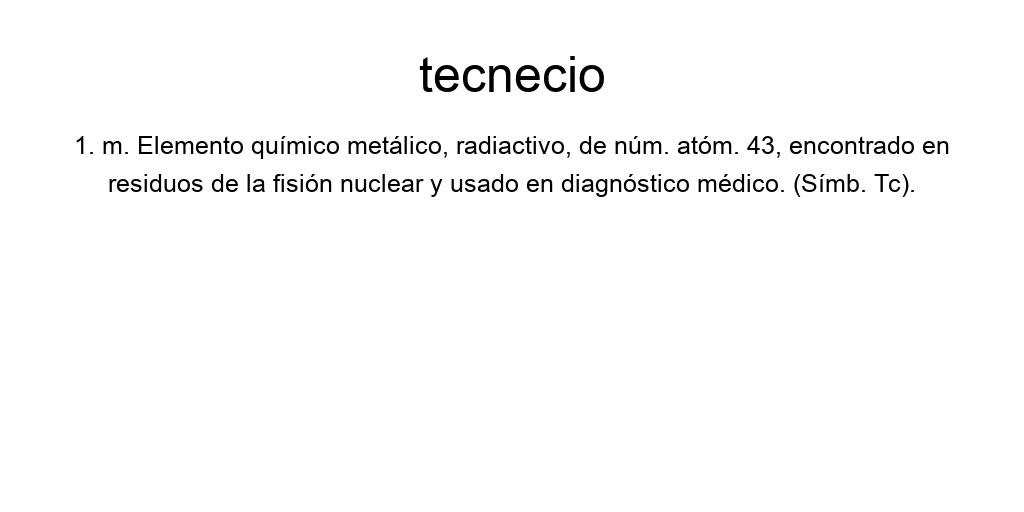 tecnecio
1. m. Elemento químico metálico, radiactivo, de núm. atóm. 43, encontrado en
residuos de la fisión nuclear y usado en diagnóstico médico. (Símb. Tc).